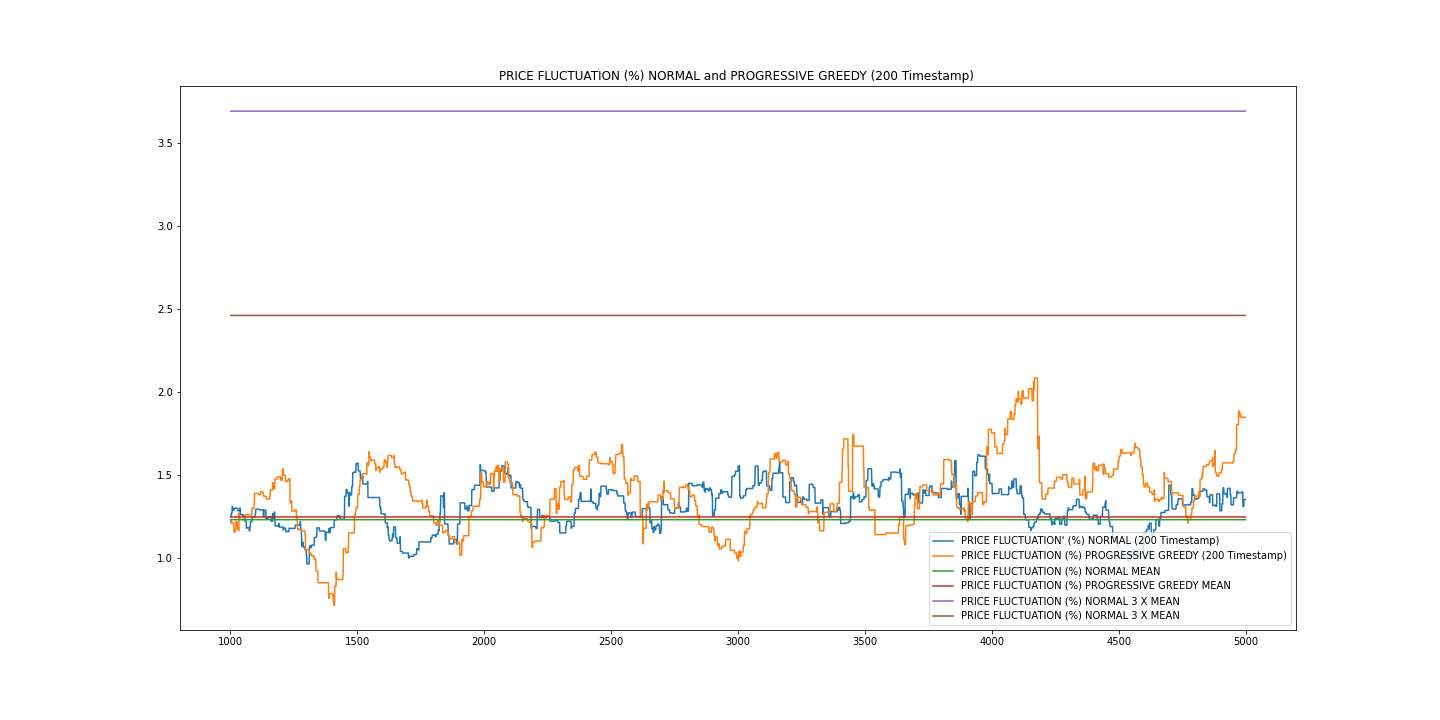 PRICE FLUCTUATION (%) NORMAL and PROGRESSIVE GREEDY (200 Timestamp)
3.5
3.0
2.5
2.0
1.5
1.0
PRICE FLUCTUATION' (%) NORMAL (200 Timestamp)
PRICE FLUCTUATION (%) PROGRESSIVE GREEDY (200 Timestamp)
PRICE FLUCTUATION (%) NORMAL MEAN
PRICE FLUCTUATION (%) PROGRESSIVE GREEDY MEAN
PRICE FLUCTUATION (%) NORMAL 3 X MEAN
PRICE FLUCTUATION (%) NORMAL 3 X MEAN
1000 1500 2000 2500 3000 3500 4000 4500 5000